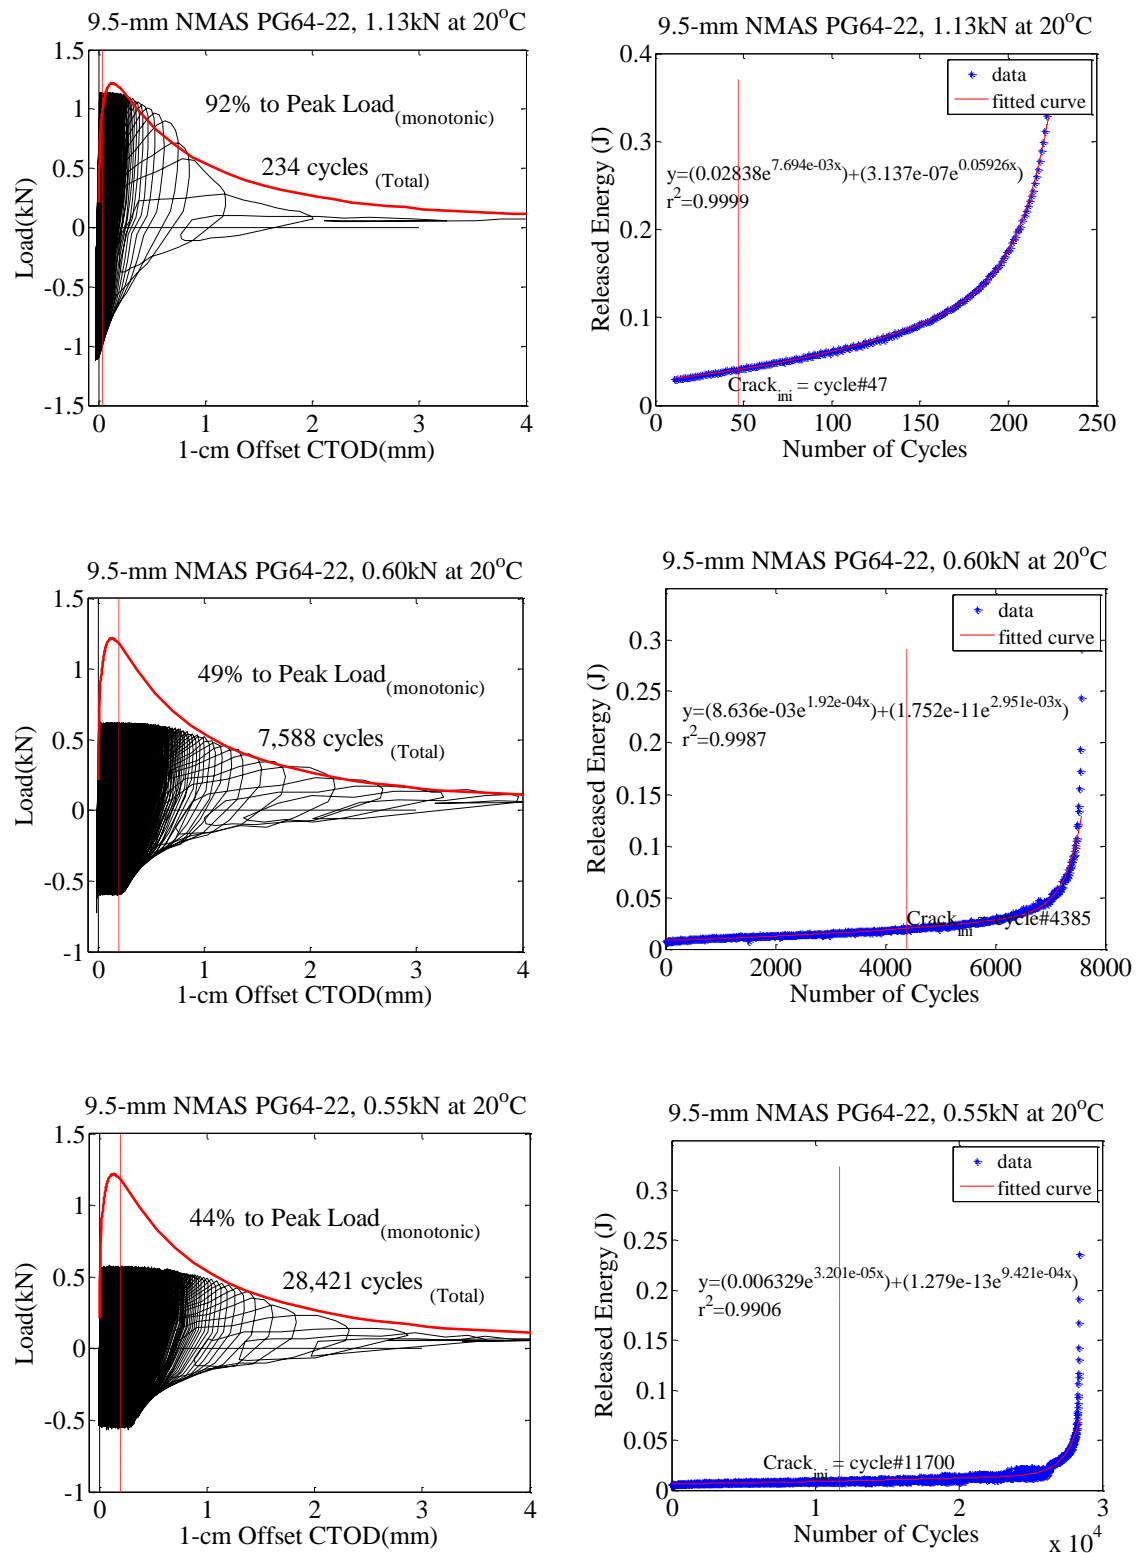 9.5-mm NMAS PG64-22, 1.13kN at 20°C
1.5
1
0.5
0
-0.5
-1
-1.5
Load(kN)
92% to Peak Load(monotonic)
234 cycles (Total)
0 1 2 3 4
1-cm Offset CTOD(mm)
9.5-mm NMAS PG64-22, 1.13kN at 20°C
0.4
0.3
0.2
0.1
0
Released Energy (J)
data
fitted curve
y=(0.02838e^7.694e-03x)+(3.137e-07e^0.05926x)
r²=0.9999
Crack_ini = cycle#47
0 50 100 150 200 250
Number of Cycles
9.5-mm NMAS PG64-22, 0.60kN at 20°C
1.5
1
0.5
0
-0.5
-1
Load(kN)
49% to Peak Load(monotonic)
7,588 cycles (Total)
0 1 2 3 4
1-cm Offset CTOD(mm)
9.5-mm NMAS PG64-22, 0.60kN at 20°C
0.3
0.25
0.2
0.15
0.1
0.05
0
Released Energy (J)
data
fitted curve
y=(8.636e-03e^1.92e-04x)+(1.752e-11e^2.951e-03x)
r²=0.9987
Crack_ini = cycle#4385
0 2000 4000 6000 8000
Number of Cycles
9.5-mm NMAS PG64-22, 0.55kN at 20°C
1.5
1
0.5
0
-0.5
-1
Load(kN)
44% to Peak Load(monotonic)
28,421 cycles (Total)
0 1 2 3 4
1-cm Offset CTOD(mm)
9.5-mm NMAS PG64-22, 0.55kN at 20°C
0.3
0.25
0.2
0.15
0.1
0.05
0
Released Energy (J)
data
fitted curve
y=(0.006329e^3.201e-05x)+(1.279e-13e^9.421e-04x)
r²=0.9906
Crack_ini = cycle#11700
0 1 2 3
Number of Cycles
x 10^4